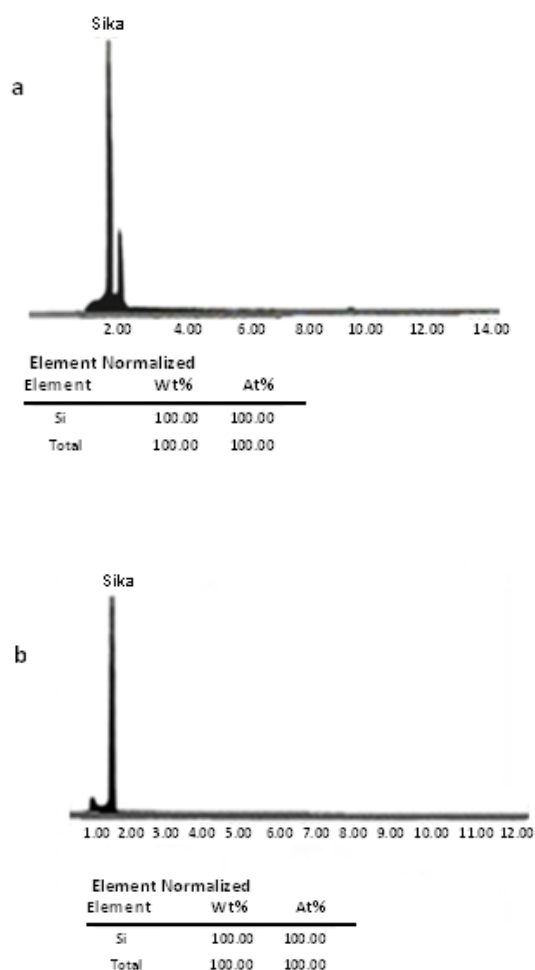 Sika
a
2.00 4.00 6.00 8.00 10.00 12.00 14.00
Element Normalized
Element Wt% At%
Si 100.00 100.00
Total 100.00 100.00
Sika
b
1.00 2.00 3.00 4.00 5.00 6.00 7.00 8.00 9.00 10.00 11.00 12.00
Element Normalized
Element Wt% At%
Si 100.00 100.00
Total 100.00 100.00